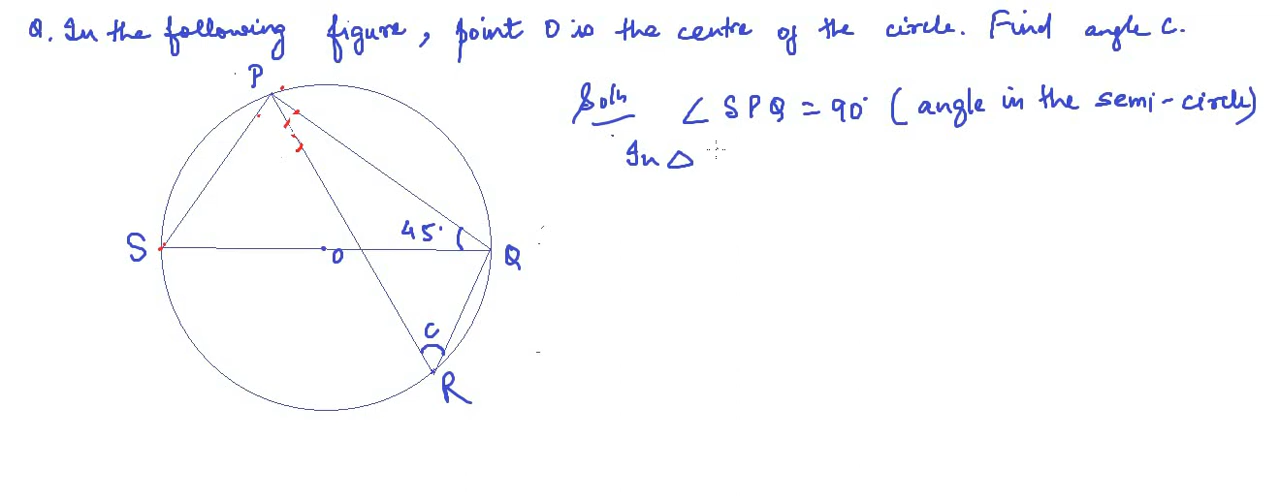 Q. In the following figure, point O is the centre of the circle. Find angle C.
P
Soln ∠SPQ = 90° (angle in the semi-circle)
In △
45°
S
O
Q
C
R